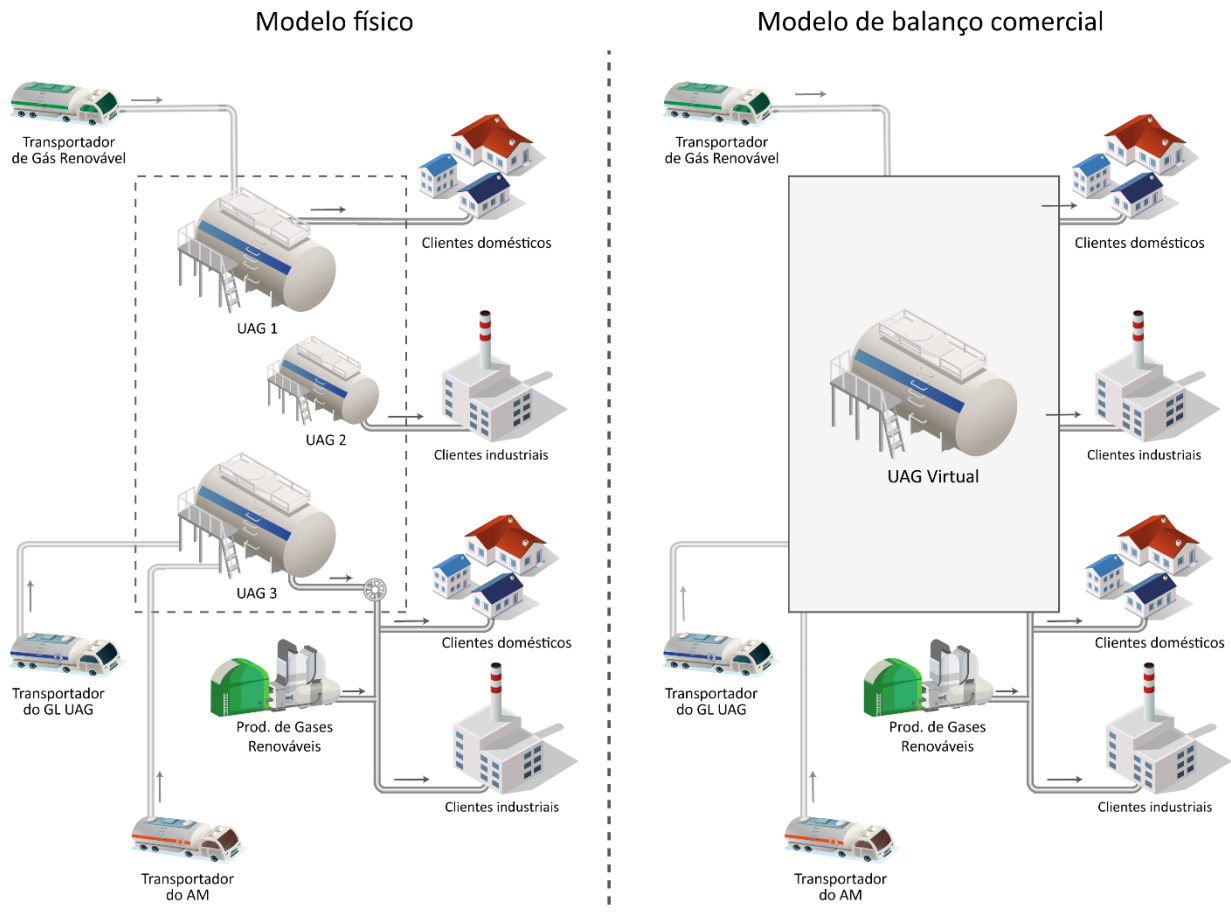 Modelo físico
Transportador
de Gás Renovável
Clientes domésticos
UAG 1
UAG 2
Clientes industriais
UAG 3
Clientes domésticos
Transportador
do GL UAG
Prod. de Gases
Renováveis
Clientes industriais
Transportador
do AM
Modelo de balanço comercial
Transportador
de Gás Renovável
Clientes domésticos
Clientes industriais
UAG Virtual
Clientes domésticos
Transportador
do GL UAG
Prod. de Gases
Renováveis
Clientes industriais
Transportador
do AM